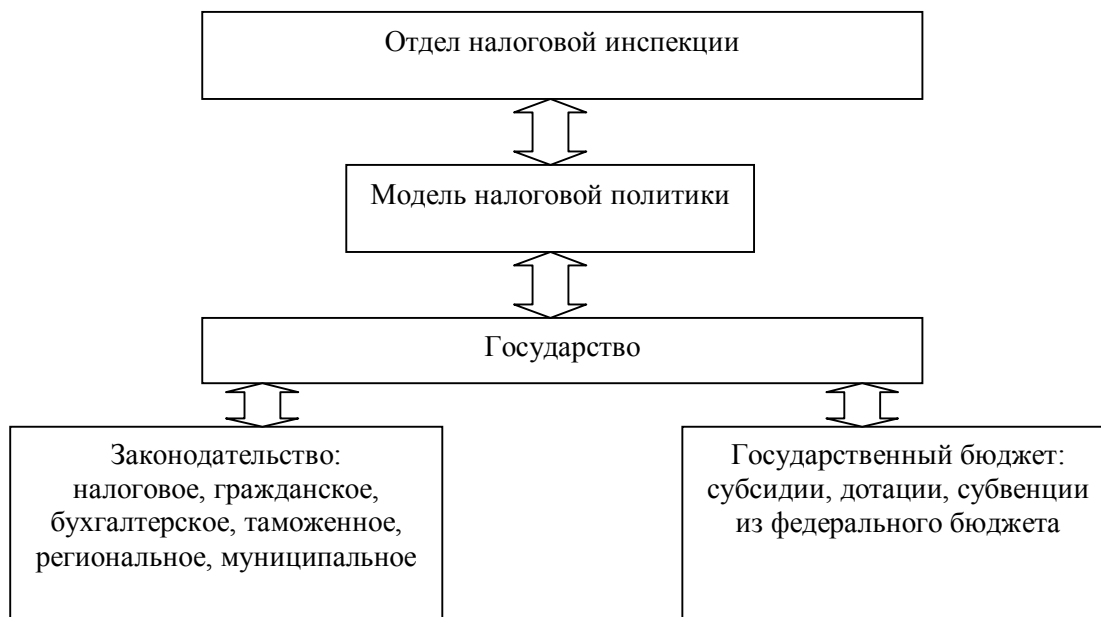 Отдел налоговой инспекции
Модель налоговой политики
Государство
Законодательство:
налоговое, гражданское,
бухгалтерское, таможенное,
региональное, муниципальное
Государственный бюджет:
субсидии, дотации, субвенции
из федерального бюджета